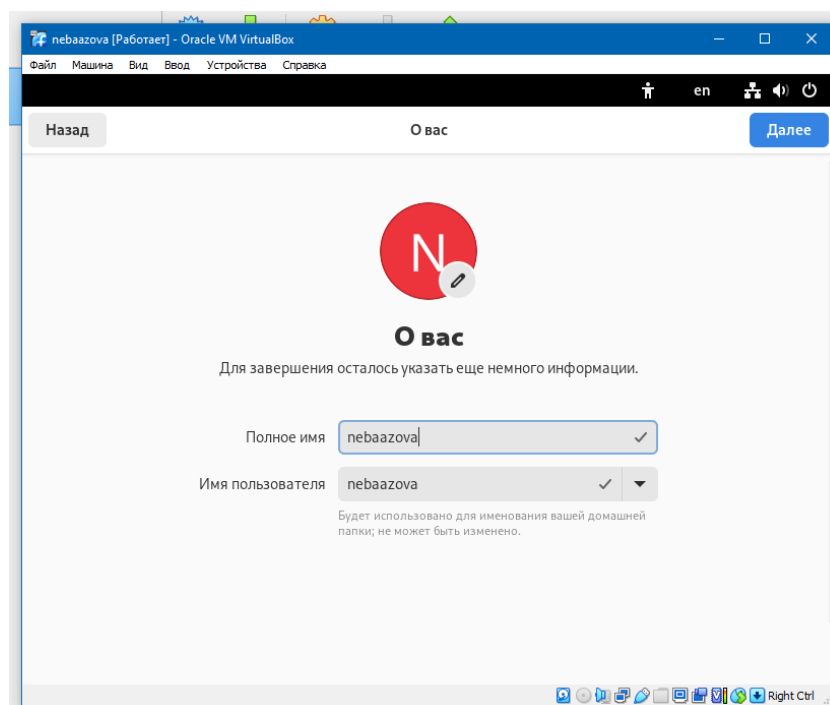 nebaazova [Работает] - Oracle VM VirtualBox
Файл Машина Вид Ввод Устройства Справка
en
Назад О вас Далее
N
О вас
Для завершения осталось указать еще немного информации.
Полное имя nebaazova
Имя пользователя nebaazova
Будет использовано для именования вашей домашней
папки; не может быть изменено.
Right Ctrl